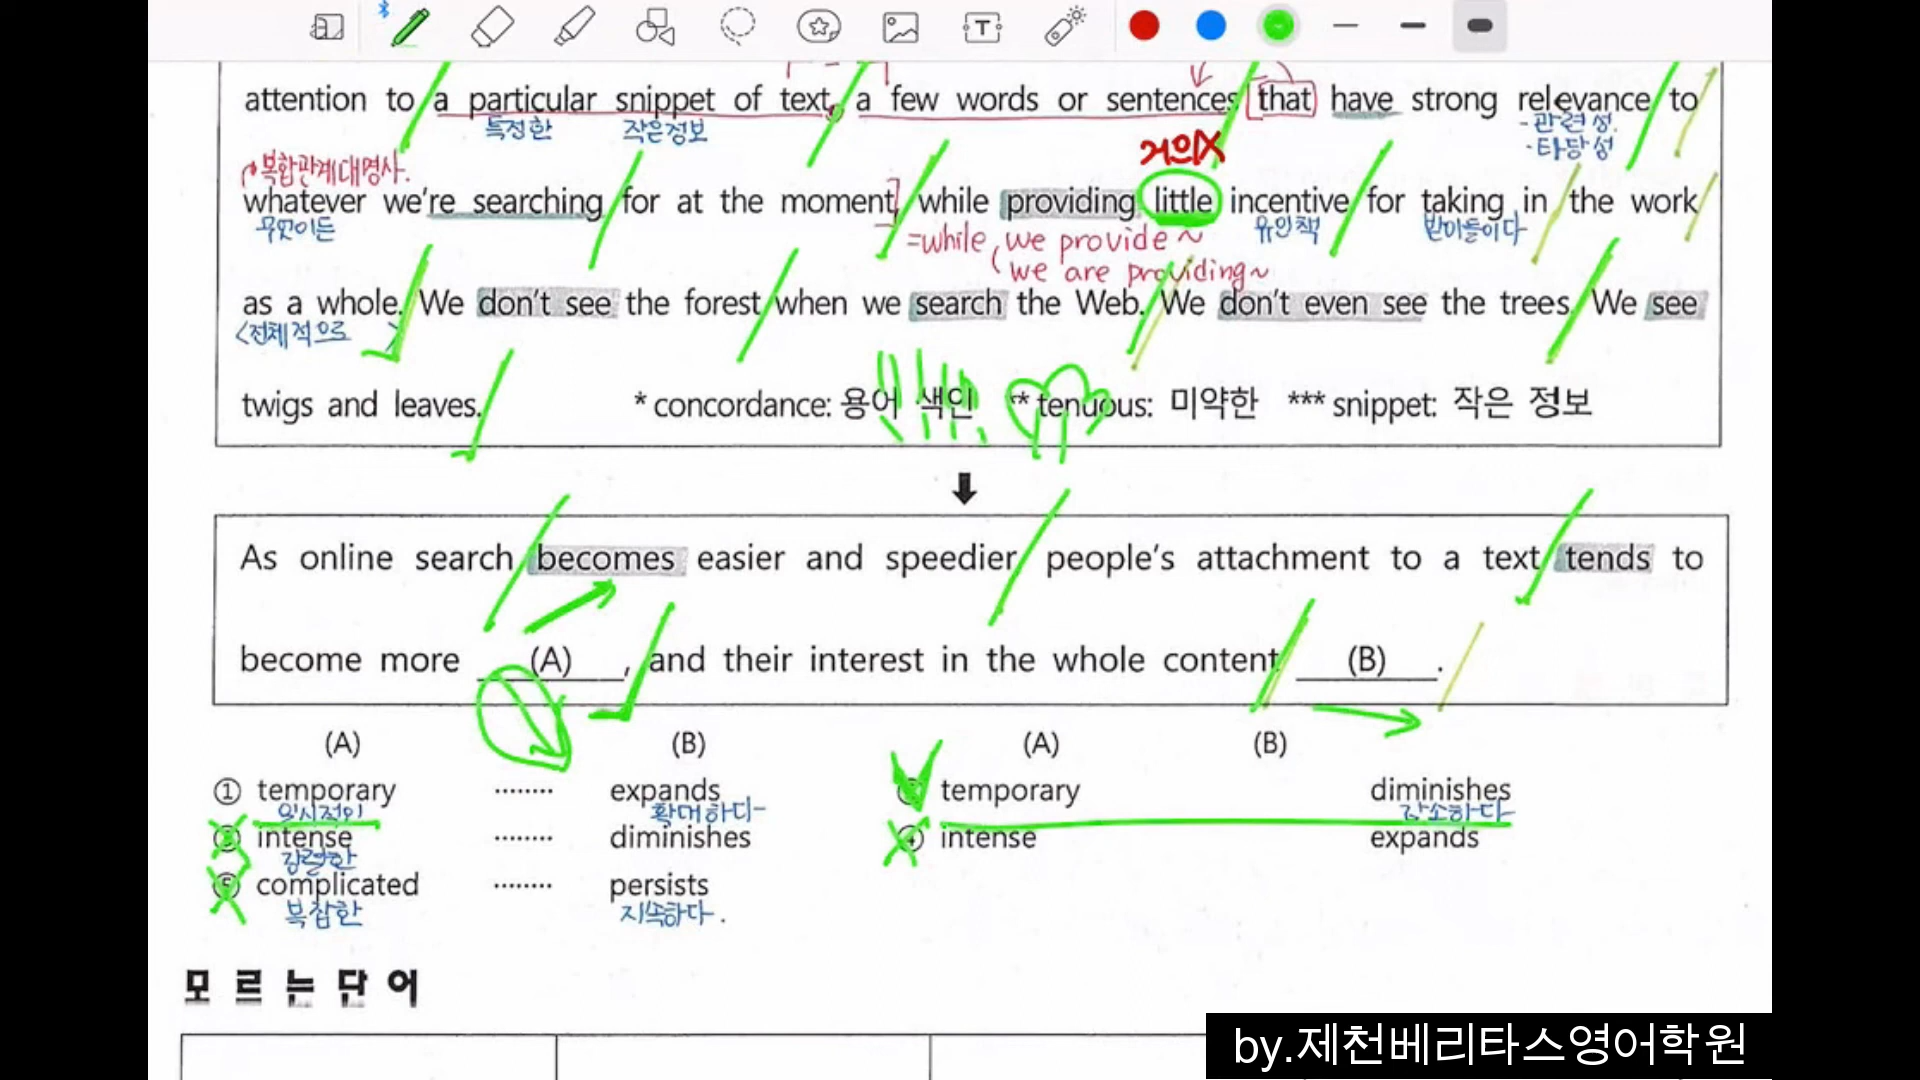 attention to a particular snippet of text, a few words or sentences that have strong relevance to
특정한 작은정보 -관련성.
거의X -타당성
복합관계대명사.
whatever we're searching for at the moment, while providing little incentive for taking in the work
무엇이든 =while we provide~ 유인책 받아들이다
we are providing~
as a whole. We don't see the forest when we search the Web. We don't even see the trees. We see
<전체적으로>
twigs and leaves. * concordance: 용어 색인 ** tenuous: 미약한 *** snippet: 작은 정보
As online search becomes easier and speedier, people's attachment to a text tends to
become more (A) , and their interest in the whole content (B) .
(A) (B) (A) (B)
① temporary ········ expands temporary diminishes
일시적인 확대하다 감소하다
② intense ········ diminishes ④ intense expands
강렬한
⑤ complicated ········ persists
복잡한 지속하다.
모르는단어
by.제천베리타스영어학원